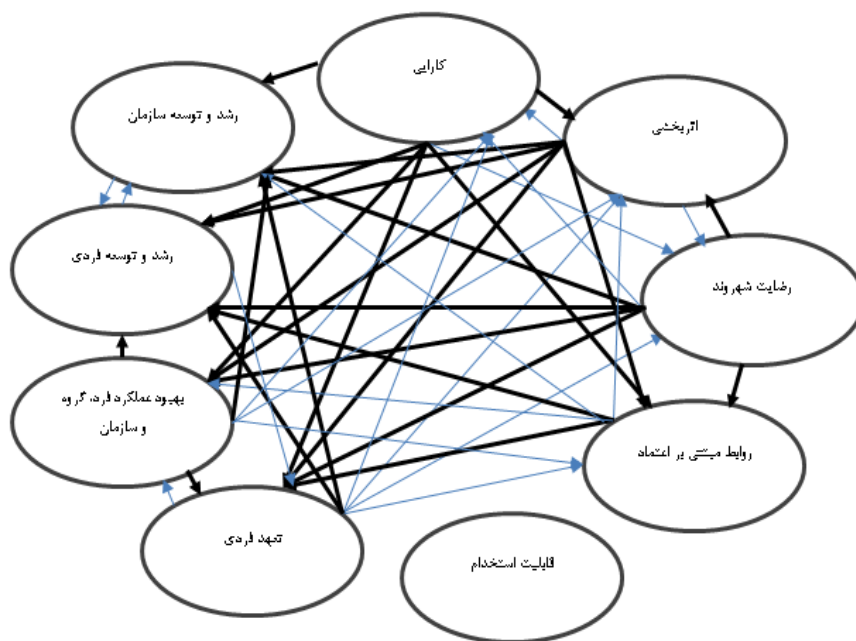 کارایی
اثربخشی
رضایت شهروند
روابط مبتنی بر اعتماد
قابلیت استخدام
تعهد فردی
بهبود عملکرد فرد، گروه
و سازمان
رشد و توسعه فردی
رشد و توسعه سازمان